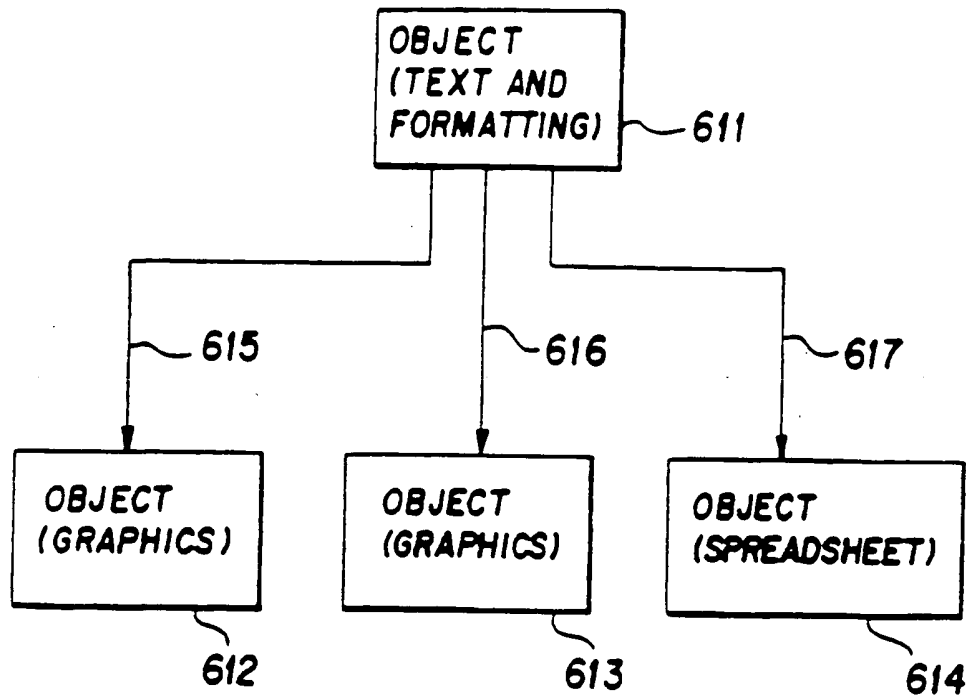 OBJECT
(TEXT AND
FORMATTING)
611
615
616
617
OBJECT
(GRAPHICS)
612
OBJECT
(GRAPHICS)
613
OBJECT
(SPREADSHEET)
614